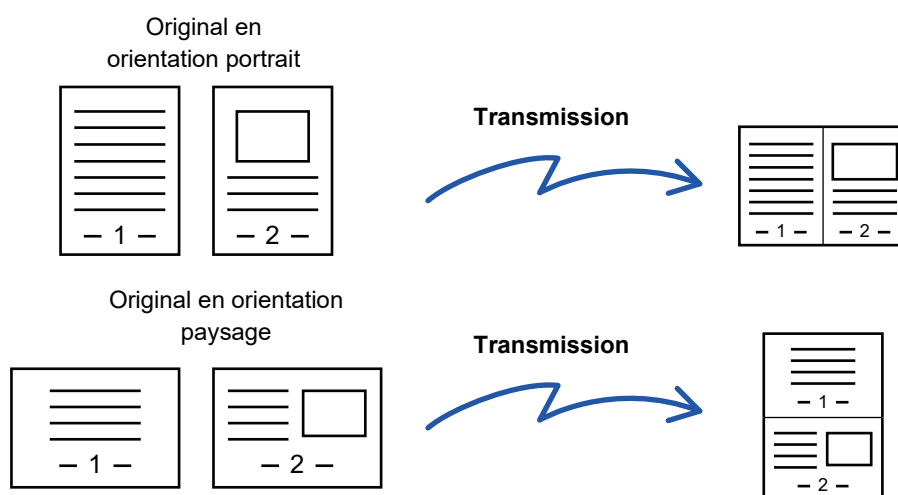 Original en
orientation portrait
Transmission
– 1 –
– 2 –
– 1 –
– 2 –
Original en orientation
paysage
Transmission
– 1 –
– 2 –
– 1 –
– 2 –